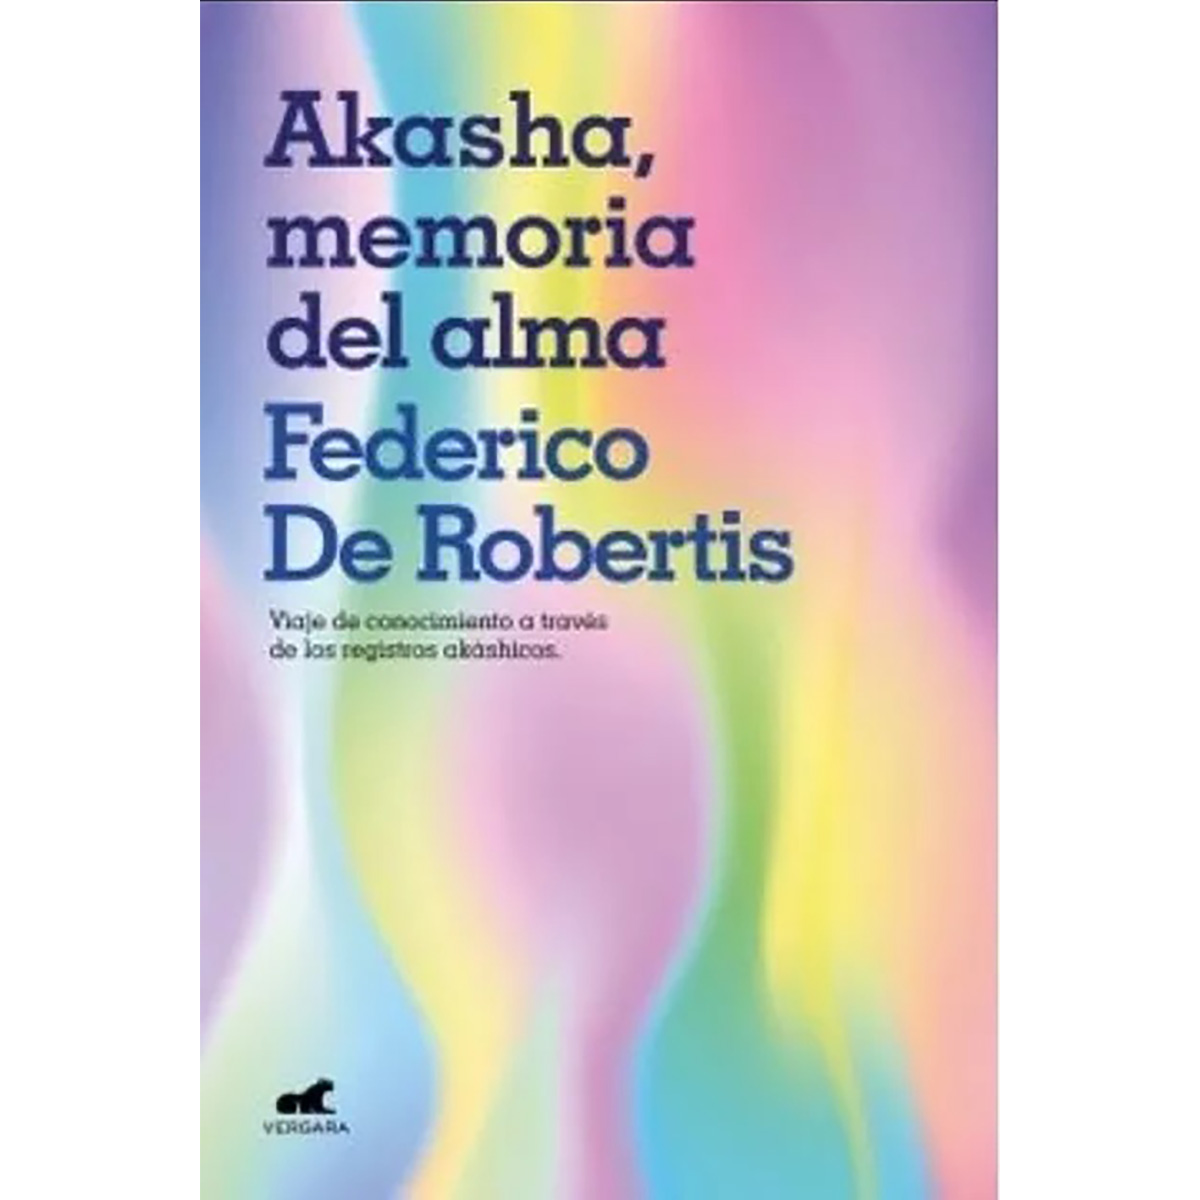 Akasha,
memoria
del alma
Federico
De Robertis
Viaje de conocimiento a través
de los registros akáshicos.
VERGARA